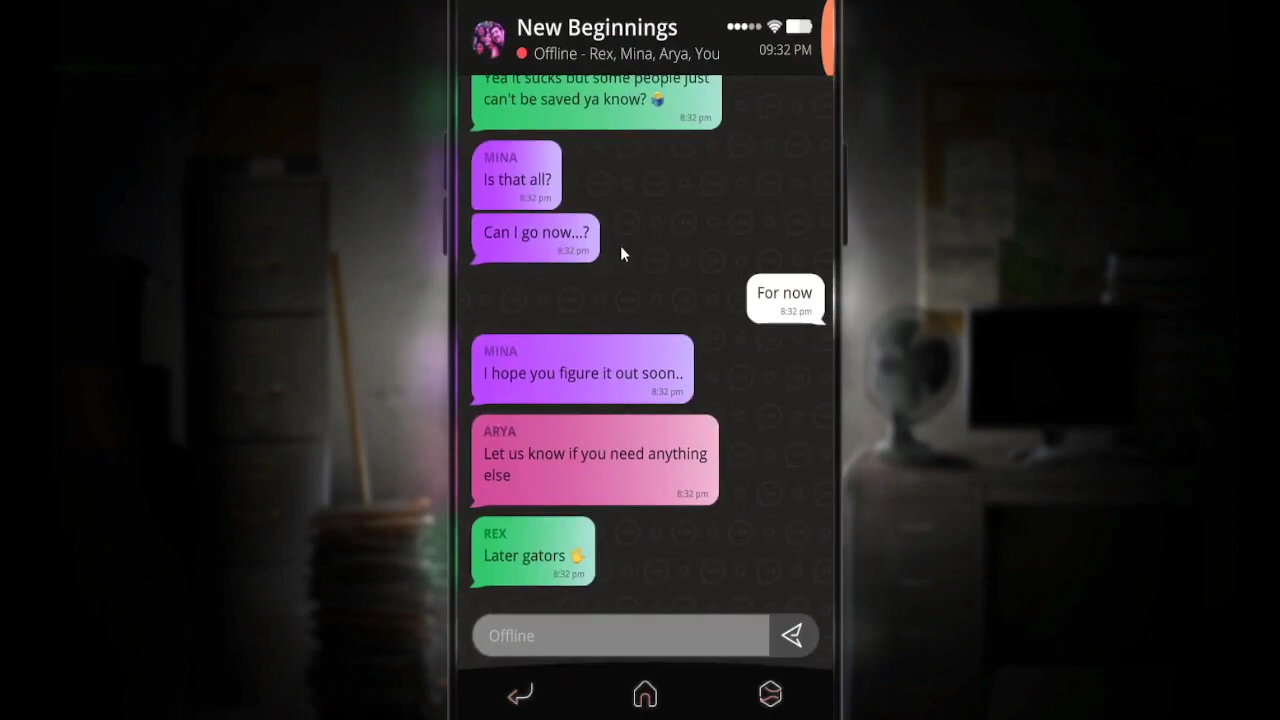 New Beginnings
Offline - Rex, Mina, Arya, You
09:32 PM
Yea it sucks but some people just
can't be saved ya know?
8:32 pm
MINA
Is that all?
8:32 pm
Can I go now...?
8:32 pm
For now
8:32 pm
MINA
I hope you figure it out soon..
8:32 pm
ARYA
Let us know if you need anything
else
8:32 pm
REX
Later gators 🖐
8:32 pm
Offline